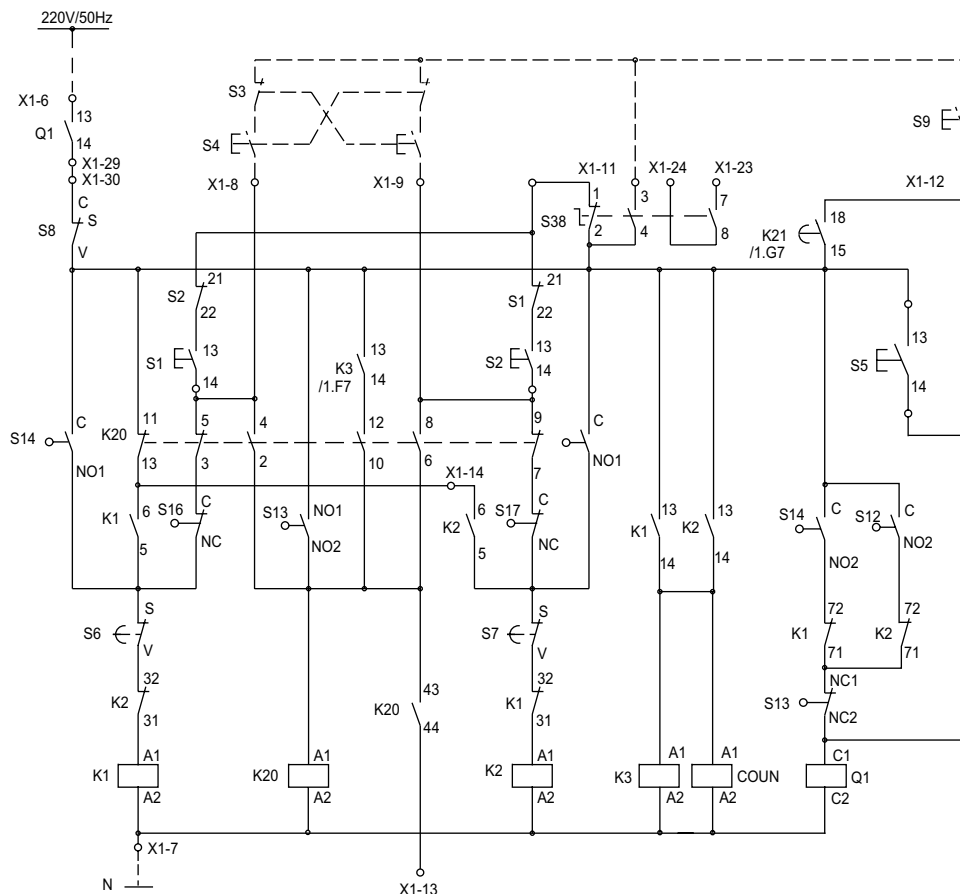 220V/50Hz
S3
X1-6
13
Q1
14
S9
S4
X1-29
X1-30
X1-8
X1-9
X1-11
X1-24
X1-23
X1-12
C
S
S8
V
1
S38
2
3
4
7
8
18
K21
/1.G7
15
21
S2
22
21
S1
22
13
S1
14
13
K3
/1.F7
14
13
S2
14
13
S5
14
C
S14
NO1
11
K20
13
5
3
4
2
12
10
8
6
9
7
C
NO1
X1-14
6
K1
5
S16
C
NC
S13
NO1
NO2
6
K2
5
S17
C
NC
13
K1
14
K2
13
14
C
S14
NO2
S12
C
NO2
S
S6
V
S
S7
V
72
K1
71
72
K2
71
32
K2
31
43
K20
44
32
K1
31
NC1
S13
NC2
A1
K1
A2
A1
K20
A2
A1
K2
A2
A1
K3
A2
A1
COUN
A2
C1
Q1
C2
X1-7
N
X1-13